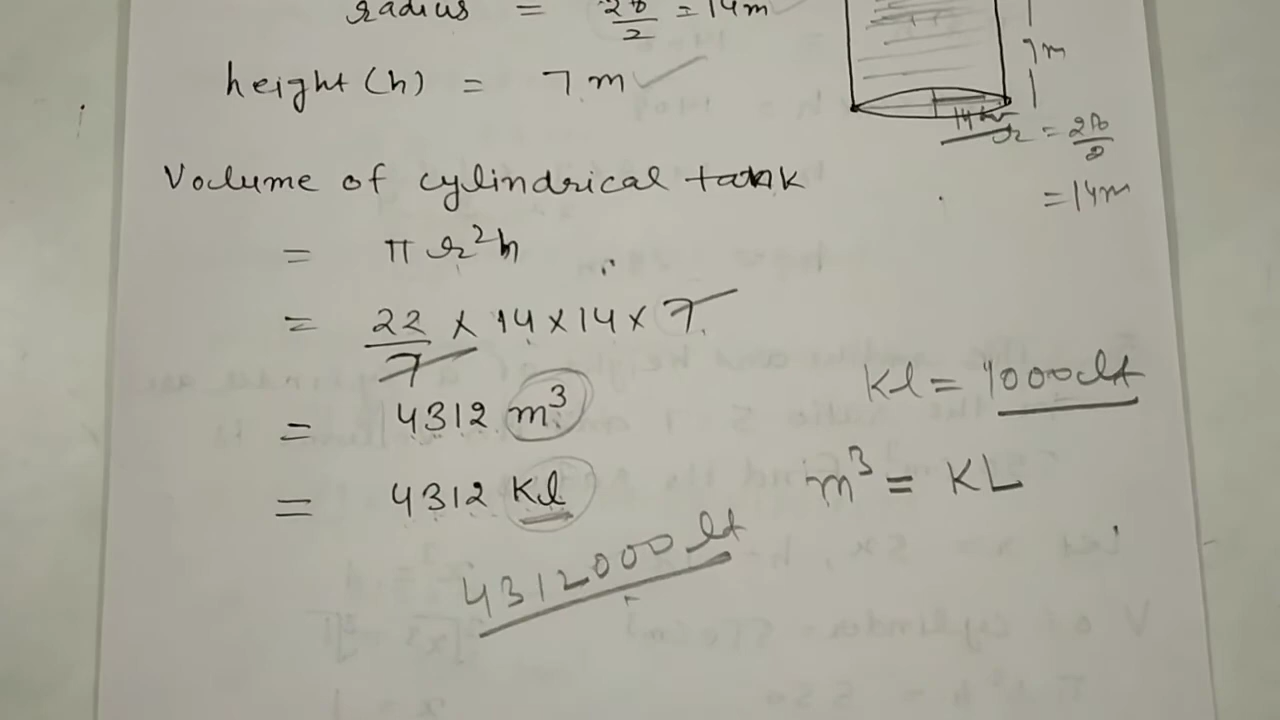 radius = 28/2 = 14m
height (h) = 7 m
7m
14m
r = 28/2
= 14m
Volume of cylindrical tank
= πr²h
= 22/7 × 14 × 14 × 7
= 4312 m³
= 4312 Kl
4312000 lt
Kl = 1000 lt
m³ = KL